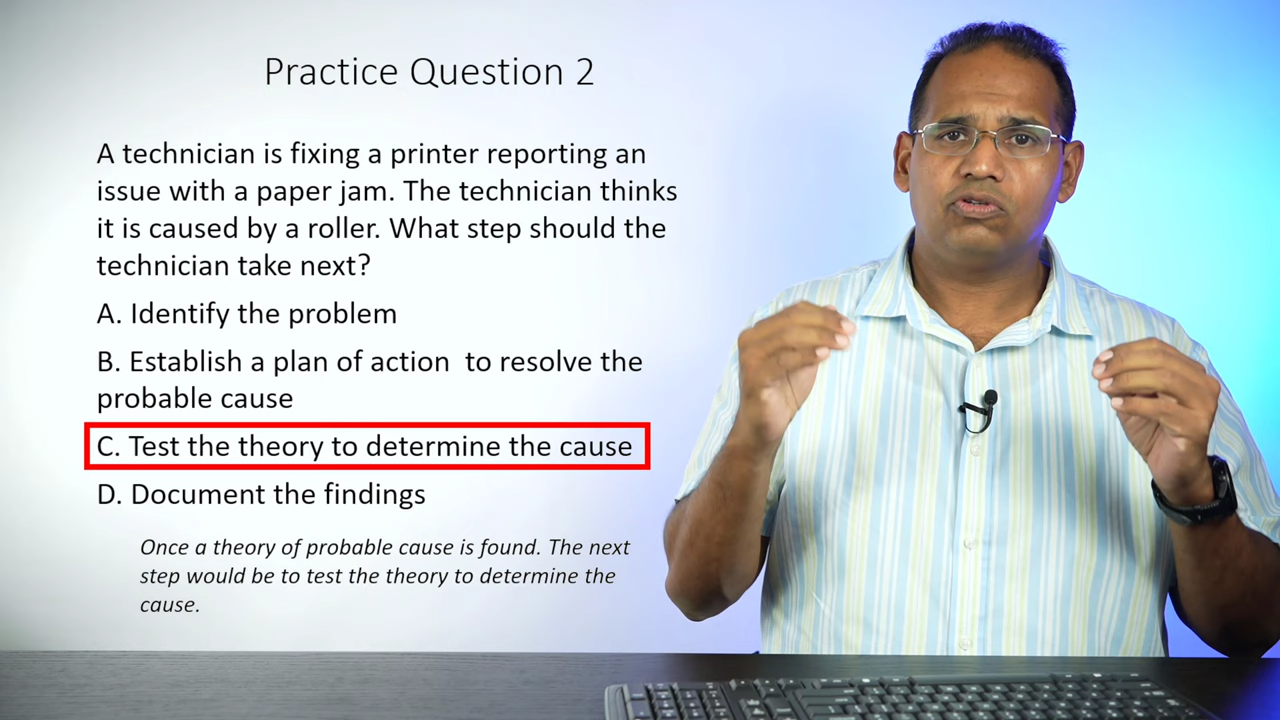 Practice Question 2
A technician is fixing a printer reporting an
issue with a paper jam. The technician thinks
it is caused by a roller. What step should the
technician take next?
A. Identify the problem
B. Establish a plan of action  to resolve the
probable cause
C. Test the theory to determine the cause
D. Document the findings
Once a theory of probable cause is found. The next
step would be to test the theory to determine the
cause.